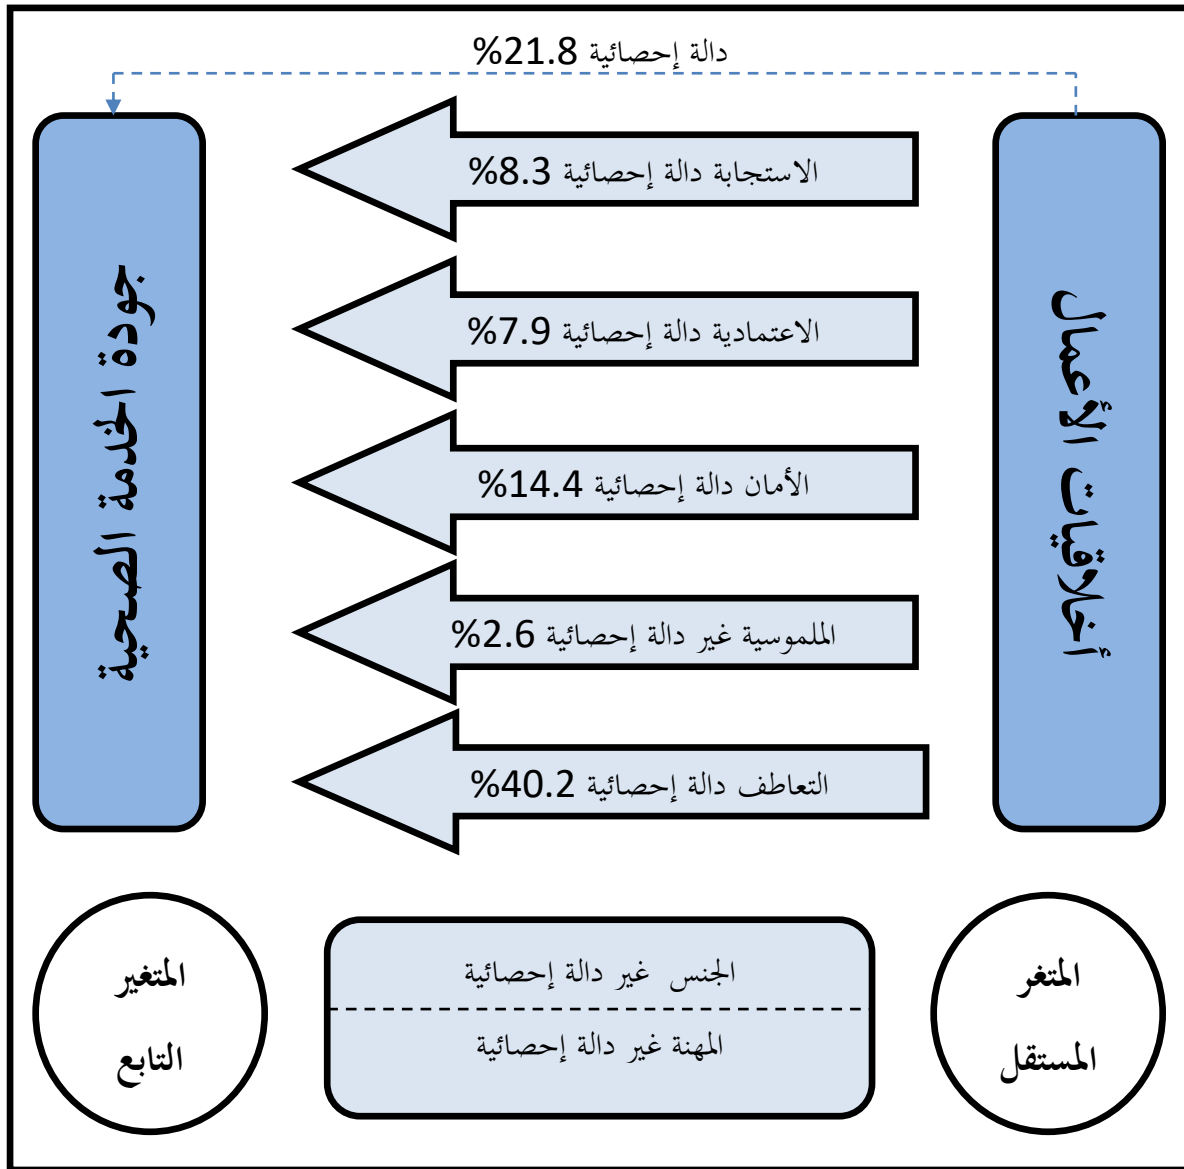 دالة إحصائية 21.8%
أخلاقيات الأعمال
الاستجابة دالة إحصائية 8.3%
الاعتمادية دالة إحصائية 7.9%
الأمان دالة إحصائية 14.4%
الملموسية غير دالة إحصائية 2.6%
التعاطف دالة إحصائية 40.2%
جودة الخدمة الصحية
المتغر
المستقل
الجنس غير دالة إحصائية
المهنة غير دالة إحصائية
المتغير
التابع